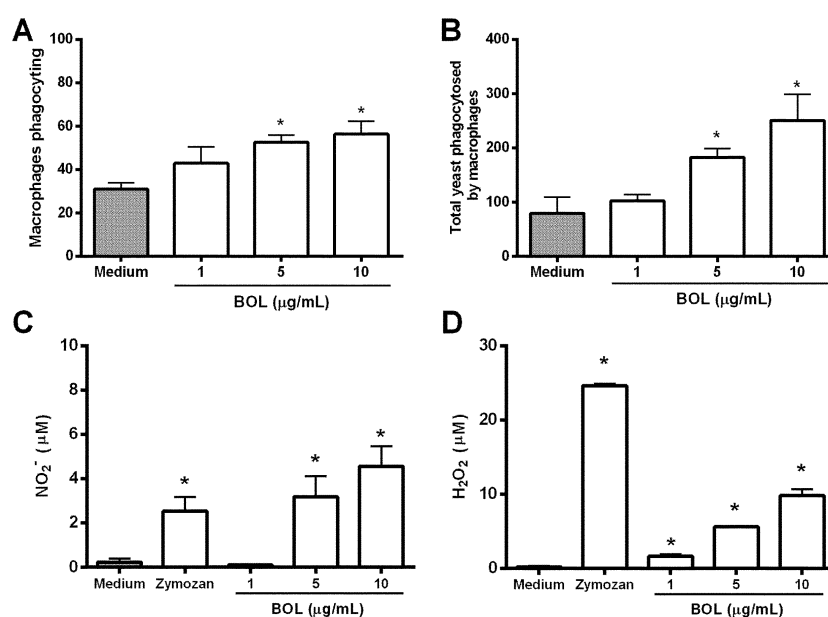 A
Macrophages phagocyting
100
80
60
40
20
0
*
*
Medium
1
5
10
BOL (μg/mL)
B
Total yeast phagocytosed
by macrophages
400
300
200
100
0
*
*
Medium
1
5
10
BOL (μg/mL)
C
NO₂⁻ (μM)
10
8
6
4
2
0
*
*
*
Medium
Zymozan
1
5
10
BOL (μg/mL)
D
H₂O₂ (μM)
30
20
10
0
*
*
*
*
Medium
Zymozan
1
5
10
BOL (μg/mL)